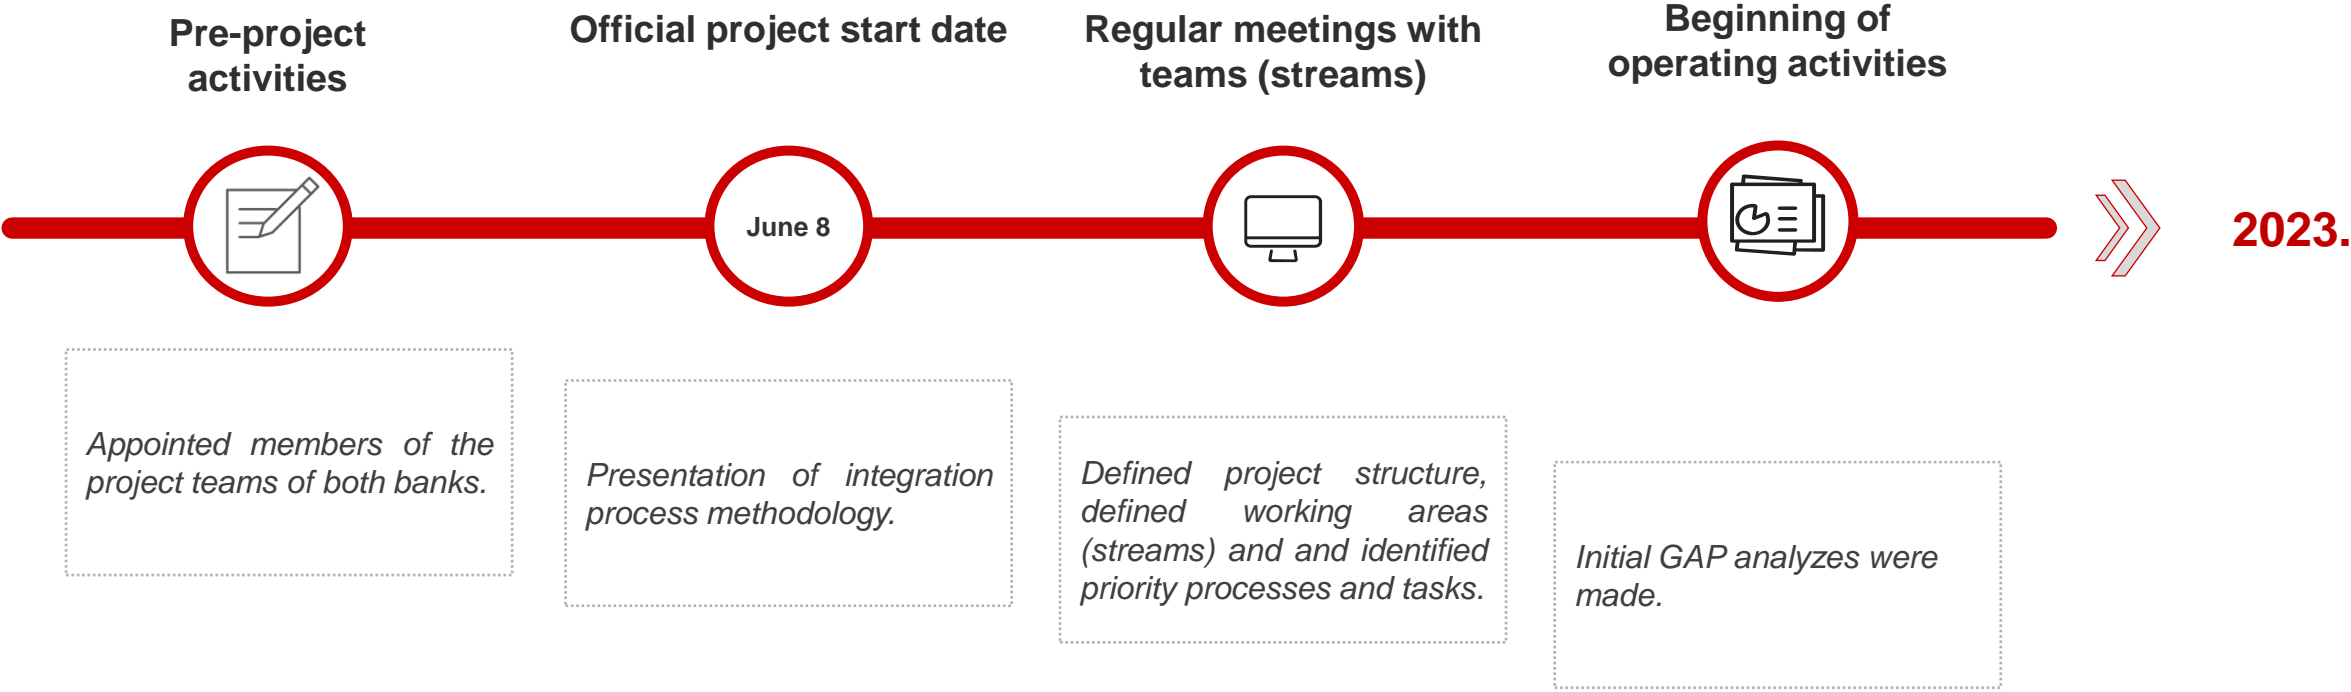 Pre-project
activities
Official project start date
Regular meetings with
teams (streams)
Beginning of
operating activities
June 8
2023.
Appointed members of the
project teams of both banks.
Presentation of integration
process methodology.
Defined project structure,
defined working areas
(streams) and and identified
priority processes and tasks.
Initial GAP analyzes were
made.